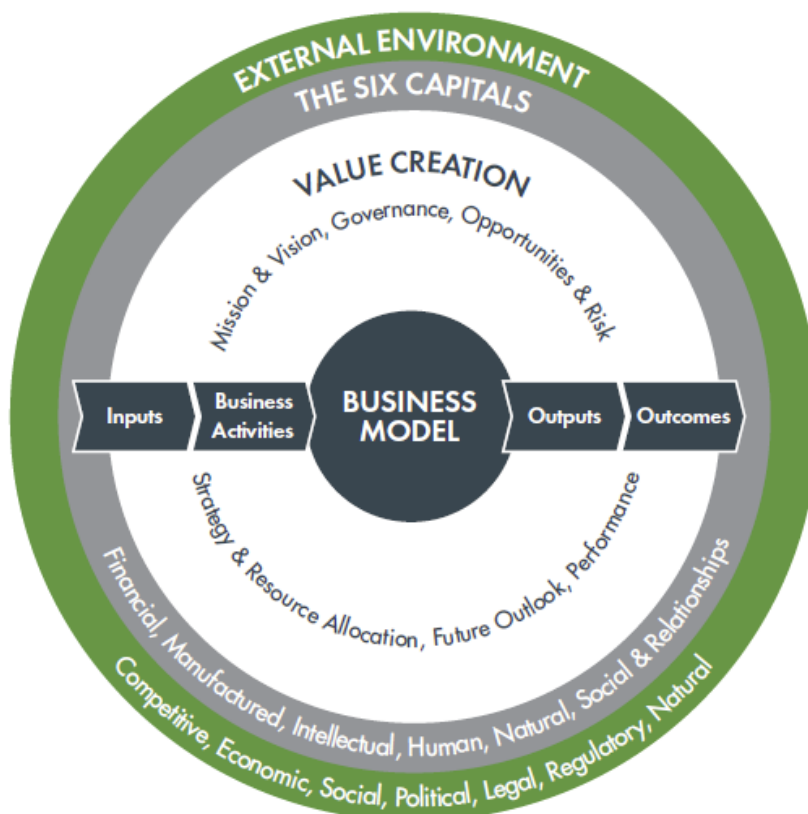 EXTERNAL ENVIRONMENT
THE SIX CAPITALS
VALUE CREATION
Mission & Vision, Governance, Opportunities & Risk
Inputs
Business
Activities
BUSINESS
MODEL
Outputs
Outcomes
Strategy & Resource Allocation, Future Outlook, Performance
Financial, Manufactured, Intellectual, Human, Natural, Social & Relationships
Competitive, Economic, Social, Political, Legal, Regulatory, Natural